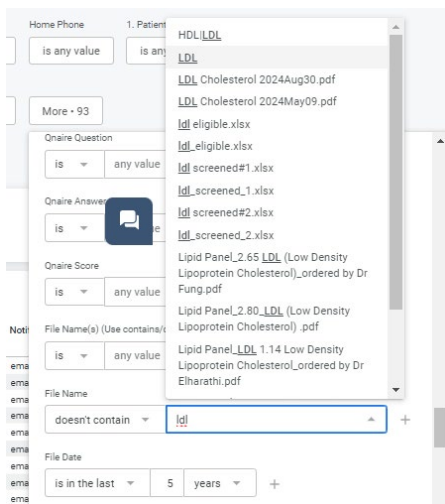 Home Phone
1. Patient
is any value
is any
More • 93
Qnaire Question
is
any value
Qnaire Answer
is
Qnaire Score
is
any value
File Name(s) (Use contains/
is
any value
File Name
doesn't contain
ldl
File Date
is in the last
5
years
HDL|LDL
LDL
LDL Cholesterol 2024Aug30.pdf
LDL Cholesterol 2024May09.pdf
ldl eligible.xlsx
ldl_eligible.xlsx
ldl screened#1.xlsx
ldl_screened_1.xlsx
ldl screened#2.xlsx
ldl_screened_2.xlsx
Lipid Panel_2.65 LDL (Low Density
Lipoprotein Cholesterol)_ordered by Dr
Fung.pdf
Lipid Panel_2.80_LDL (Low Density
Lipoprotein Cholesterol) .pdf
Lipid Panel_LDL 1.14 Low Density
Lipoprotein Cholesterol_ordered by Dr
Elharathi.pdf
Noti
ema
ema
ema
ema
ema
ema
ema
ema